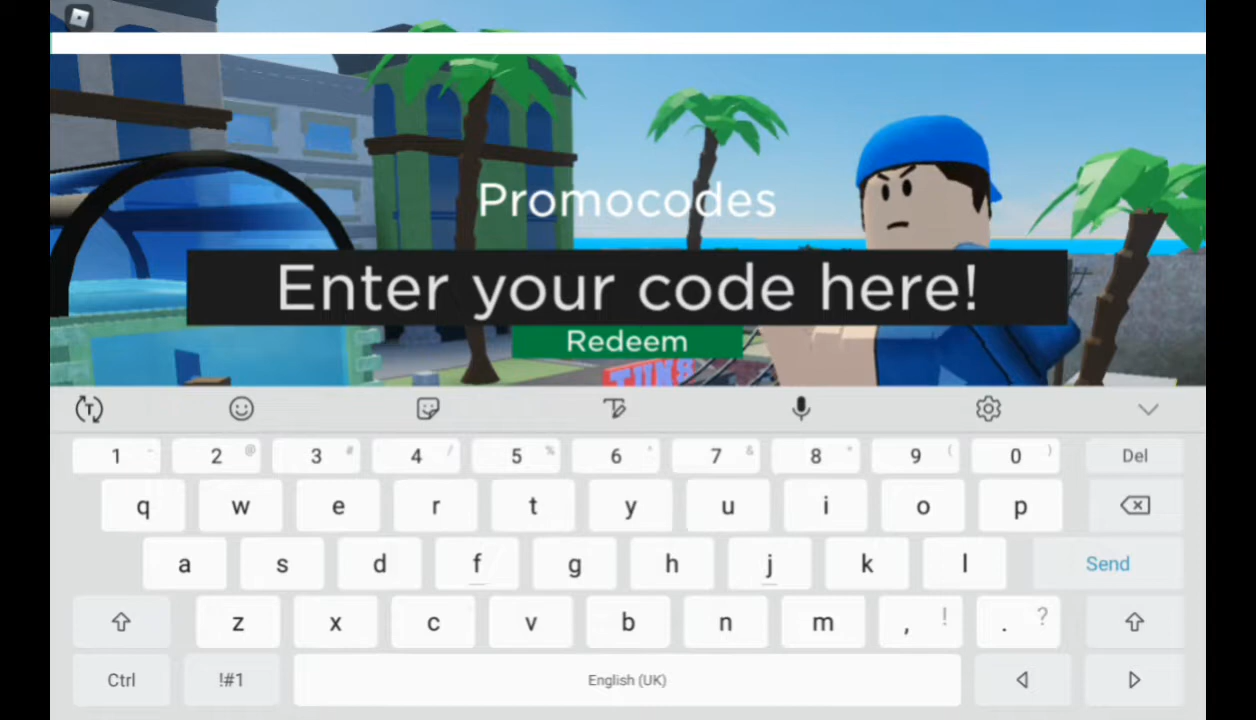 Promocodes
Enter your code here!
Redeem
1 2 @ 3 # 4 / 5 % 6 ^ 7 & 8 * 9 ( 0 ) Del
q w e r t y u i o p
a s d f g h j k l Send
z x c v b n m , ! . ?
Ctrl !#1 English (UK)